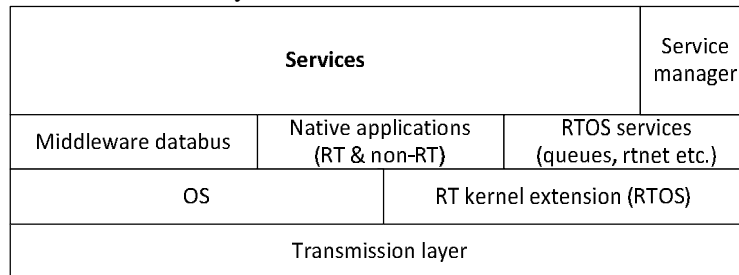 Services
Service
manager
Middleware databus
Native applications
(RT & non-RT)
RTOS services
(queues, rtnet etc.)
OS
RT kernel extension (RTOS)
Transmission layer